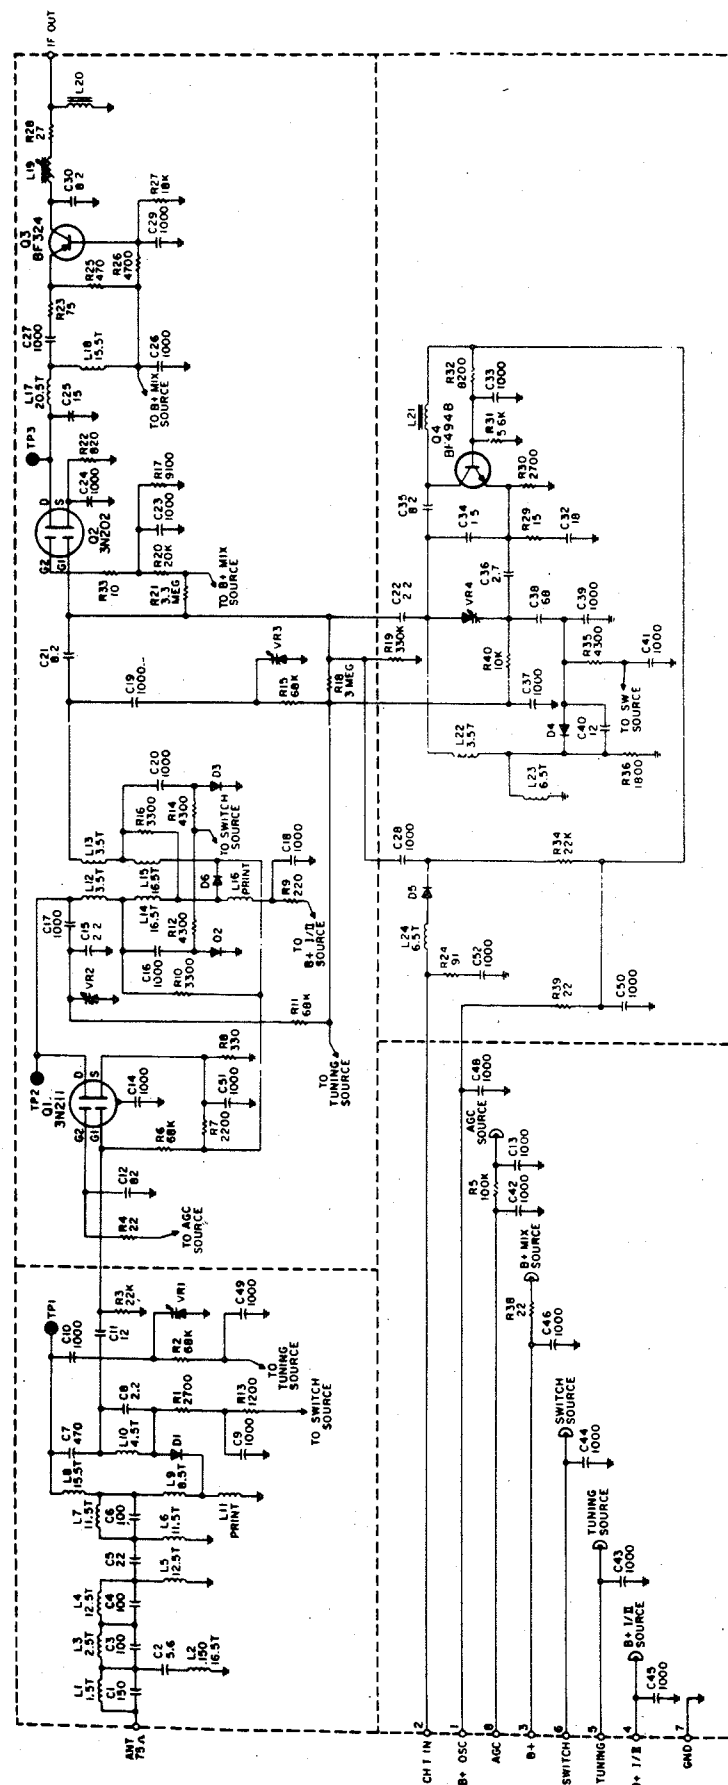 IF OUT
L20
R28
27
L19
C30
8.2
Q3
BF324
R27
18K
C29
1000
R26
4700
R25
470
R23
75
C27
1000
L18
15.5T
C26
1000
TO B+ MIX
SOURCE
L17
20.5T
C25
15
TP3
R22
820
C24
1000
D
S
G2
G1
Q2
3N202
R17
9100
C23
1000
R20
20K
R21
3.3
MEG
R33
10
TO B+ MIX
SOURCE
C21
8.2
C19
1000
VR3
R15
68K
R18
3 MEG
C20
1000
D3
R16
3300
R14
4300
TO SWITCH
SOURCE
L13
3.5T
L12
3.5T
L15
16.5T
L14
16.5T
D6
L16
PRINT
C18
1000
R9
220
TO
B+ I/II
SOURCE
C17
1000
C15
2.2
VR2
R12
4300
D2
C16
1000
R10
3300
R11
68K
TO
TUNING
SOURCE
TP2
Q1
3N211
D
S
G2
G1
C14
1000
R8
330
C51
1000
R7
2200
R6
68K
C12
82
R4
22
TO AGC
SOURCE
TP1
C10
1000
R3
22K
C11
12
VR1
R2
68K
C49
1000
TO
TUNING
SOURCE
C8
2.2
R1
2700
R13
1200
TO SWITCH
SOURCE
C7
470
L10
4.5T
D1
C9
1000
L8
15.5T
L9
8.5T
L11
PRINT
L7
11.5T
C6
100
L6
11.5T
C5
22
L5
12.5T
L4
12.5T
C4
100
L3
2.5T
C3
100
C2
5.6
L2
.150
16.5T
L1
1.5T
C1
150
ANT
75Ω
L21
R32
8200
C33
1000
R31
5.6K
Q4
BF494B
R30
2700
C35
8.2
C34
1.5
R29
15
C32
18
C36
2.7
VR4
C38
68
C39
1000
C22
2.2
R19
330K
R40
10K
R35
4300
C41
1000
TO SW
SOURCE
C37
1000
D4
C40
12
L22
3.5T
L23
6.5T
R36
1800
C28
1000
R34
22K
D5
L24
6.5T
R24
91
C52
1000
R39
22
C50
1000
C48
1000
AGC
SOURCE
C13
1000
R5
100K
C42
1000
B+ MIX
SOURCE
R38
22
C46
1000
SWITCH
SOURCE
C44
1000
TUNING
SOURCE
C43
1000
B+ I/II
SOURCE
C45
1000
2
CH I IN
1
B+ OSC
8
AGC
3
B+
6
SWITCH
5
TUNING
4
B+ I/II
7
GND